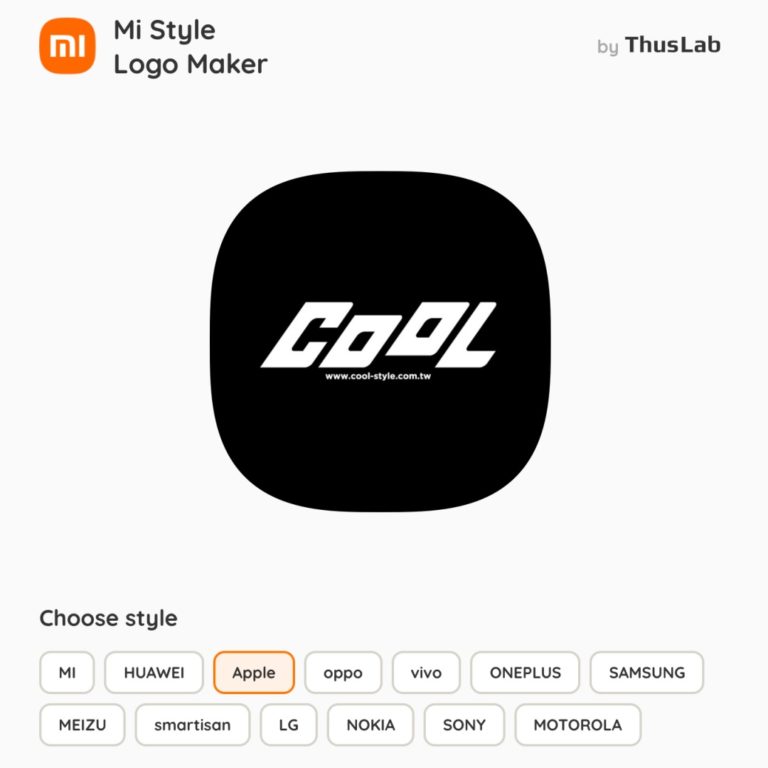 mi
Mi Style
Logo Maker
by ThusLab
COOL
www.cool-style.com.tw
Choose style
MI HUAWEI Apple oppo vivo ONEPLUS SAMSUNG
MEIZU smartisan LG NOKIA SONY MOTOROLA